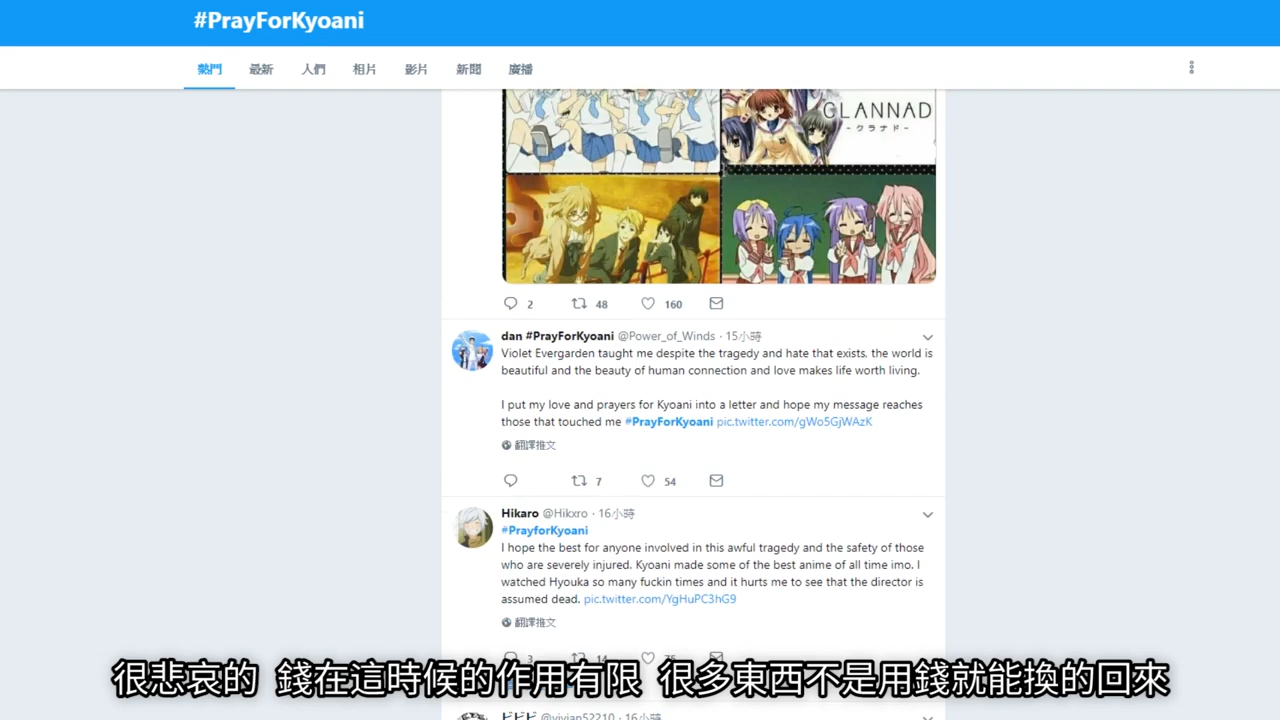 #PrayForKyoani
熱門 最新 人們 相片 影片 新聞 廣播
CLANNAD
-クラナド-
2 48 160
dan #PrayForKyoani @Power_of_Winds · 15小時
Violet Evergarden taught me despite the tragedy and hate that exists, the world is
beautiful and the beauty of human connection and love makes life worth living.
I put my love and prayers for Kyoani into a letter and hope my message reaches
those that touched me #PrayForKyoani pic.twitter.com/gWo5GjWAzK
翻譯推文
7 54
Hikaro @Hikxro · 16小時
#PrayforKyoani
I hope the best for anyone involved in this awful tragedy and the safety of those
who are severely injured. Kyoani made some of the best anime of all time imo. I
watched Hyouka so many fuckin times and it hurts me to see that the director is
assumed dead. pic.twitter.com/YgHuPC3hG9
翻譯推文
3 14 75
很悲哀的 錢在這時候的作用有限 很多東西不是用錢就能換的回來
ビビビ @vivian52210 · 16小時